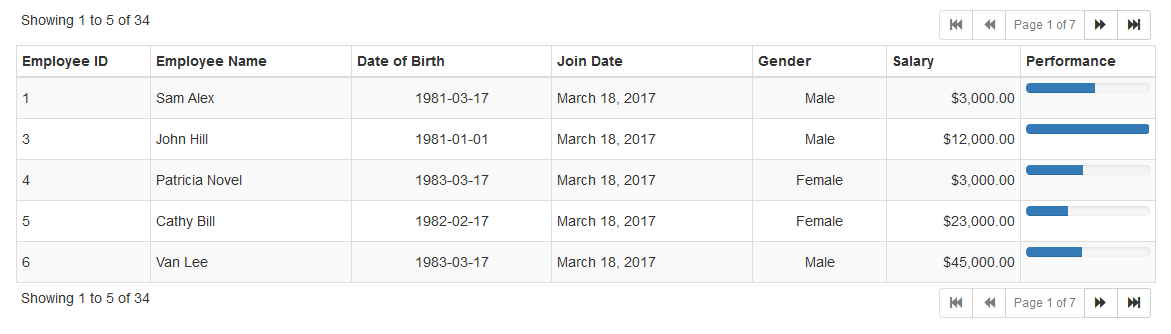 Showing 1 to 5 of 34 Page 1 of 7
Employee ID Employee Name Date of Birth Join Date Gender Salary Performance
1 Sam Alex 1981-03-17 March 18, 2017 Male $3,000.00
3 John Hill 1981-01-01 March 18, 2017 Male $12,000.00
4 Patricia Novel 1983-03-17 March 18, 2017 Female $3,000.00
5 Cathy Bill 1982-02-17 March 18, 2017 Female $23,000.00
6 Van Lee 1983-03-17 March 18, 2017 Male $45,000.00
Showing 1 to 5 of 34 Page 1 of 7